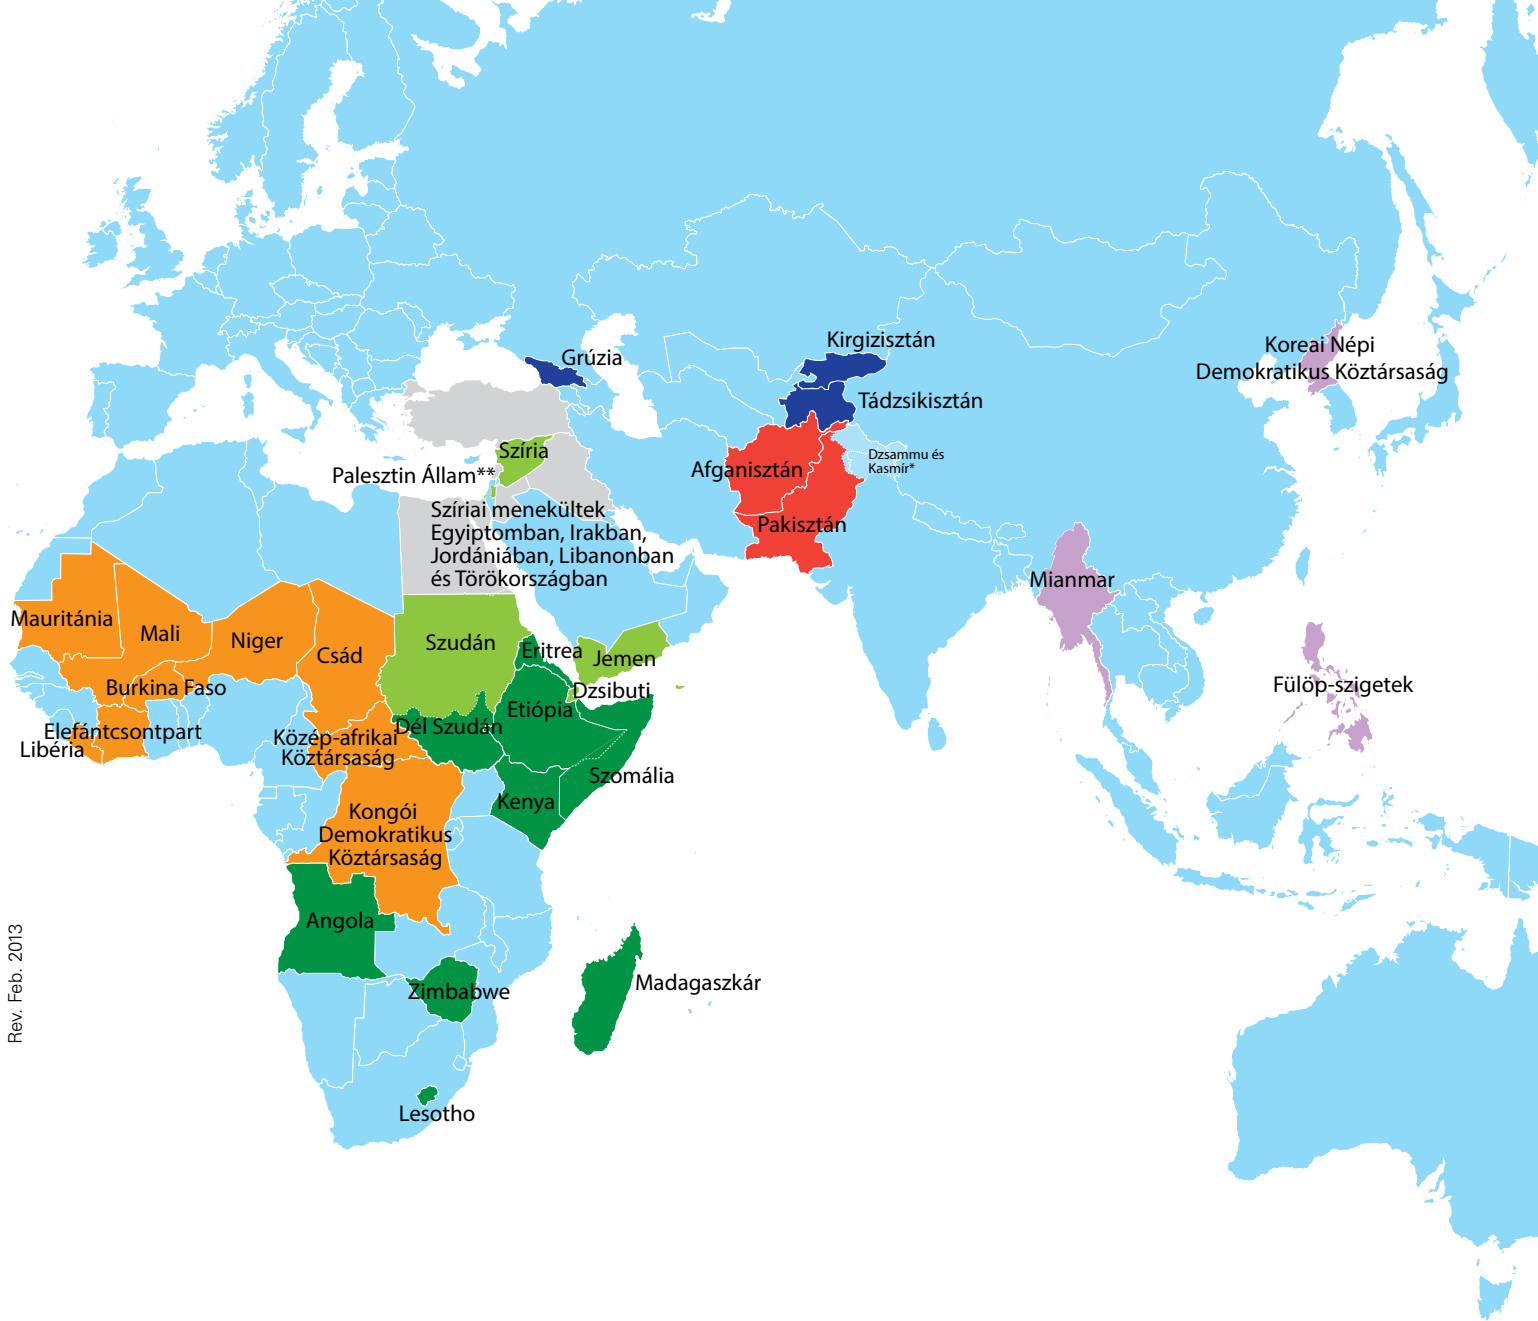 Grúzia
Kirgizisztán
Tádzsikisztán
Koreai Népi
Demokratikus Köztársaság
Szíria
Palesztin Állam**
Afganisztán
Dzsammu és
Kasmír*
Szíriai menekültek
Egyiptomban, Irakban,
Jordániában, Libanonban
és Törökországban
Pakisztán
Mianmar
Mauritánia
Mali
Niger
Csád
Szudán
Eritrea
Jemen
Burkina Faso
Dzsibuti
Etiópia
Fülöp-szigetek
Elefántcsontpart
Libéria
Közép-afrikai
Köztársaság
Dél Szudán
Szomália
Kenya
Kongói
Demokratikus
Köztársaság
Angola
Zimbabwe
Madagaszkár
Lesotho
Rev. Feb. 2013